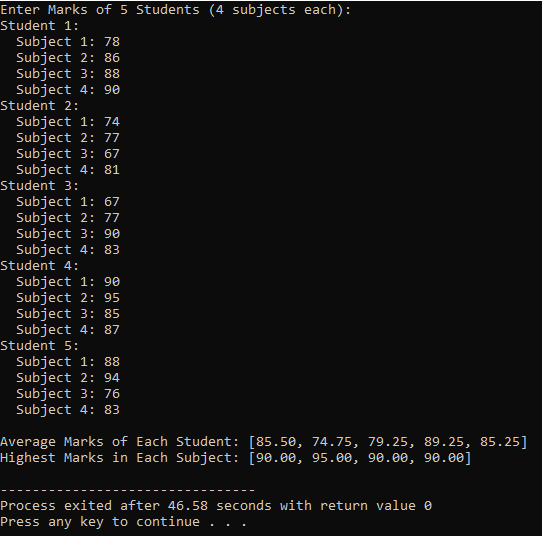 Enter Marks of 5 Students (4 subjects each):
Student 1:
  Subject 1: 78
  Subject 2: 86
  Subject 3: 88
  Subject 4: 90
Student 2:
  Subject 1: 74
  Subject 2: 77
  Subject 3: 67
  Subject 4: 81
Student 3:
  Subject 1: 67
  Subject 2: 77
  Subject 3: 90
  Subject 4: 83
Student 4:
  Subject 1: 90
  Subject 2: 95
  Subject 3: 85
  Subject 4: 87
Student 5:
  Subject 1: 88
  Subject 2: 94
  Subject 3: 76
  Subject 4: 83

Average Marks of Each Student: [85.50, 74.75, 79.25, 89.25, 85.25]
Highest Marks in Each Subject: [90.00, 95.00, 90.00, 90.00]

--------------------------------
Process exited after 46.58 seconds with return value 0
Press any key to continue . . .